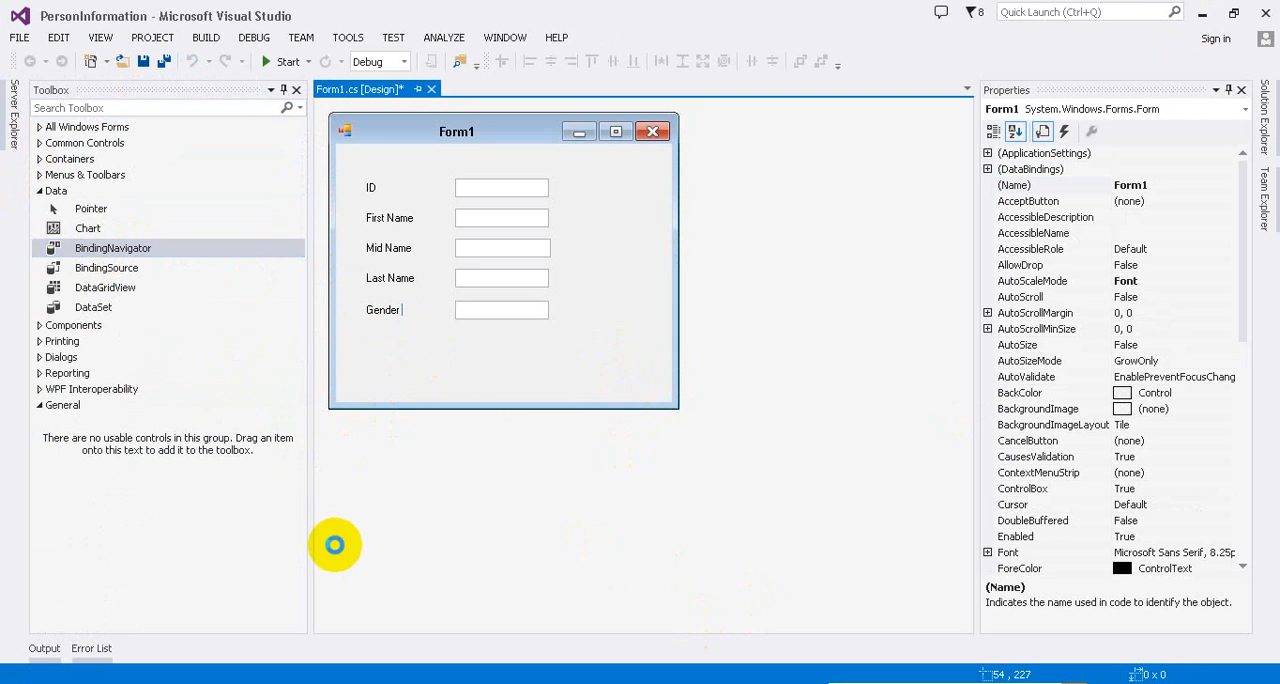 PersonInformation - Microsoft Visual Studio
8
Quick Launch (Ctrl+Q)
FILE EDIT VIEW PROJECT BUILD DEBUG TEAM TOOLS TEST ANALYZE WINDOW HELP
Sign in
Start Debug
Server Explorer
Toolbox
Search Toolbox
All Windows Forms
Common Controls
Containers
Menus & Toolbars
Data
Pointer
Chart
BindingNavigator
BindingSource
DataGridView
DataSet
Components
Printing
Dialogs
Reporting
WPF Interoperability
General
There are no usable controls in this group. Drag an item
onto this text to add it to the toolbox.
Form1.cs [Design]*
Form1
ID
First Name
Mid Name
Last Name
Gender
Properties
Form1 System.Windows.Forms.Form
(ApplicationSettings)
(DataBindings)
(Name) Form1
AcceptButton (none)
AccessibleDescription
AccessibleName
AccessibleRole Default
AllowDrop False
AutoScaleMode Font
AutoScroll False
AutoScrollMargin 0, 0
AutoScrollMinSize 0, 0
AutoSize False
AutoSizeMode GrowOnly
AutoValidate EnablePreventFocusChang
BackColor Control
BackgroundImage (none)
BackgroundImageLayout Tile
CancelButton (none)
CausesValidation True
ContextMenuStrip (none)
ControlBox True
Cursor Default
DoubleBuffered False
Enabled True
Font Microsoft Sans Serif, 8.25p
ForeColor ControlText
(Name)
Indicates the name used in code to identify the object.
Solution Explorer
Team Explorer
Output Error List
54 , 227
0 x 0